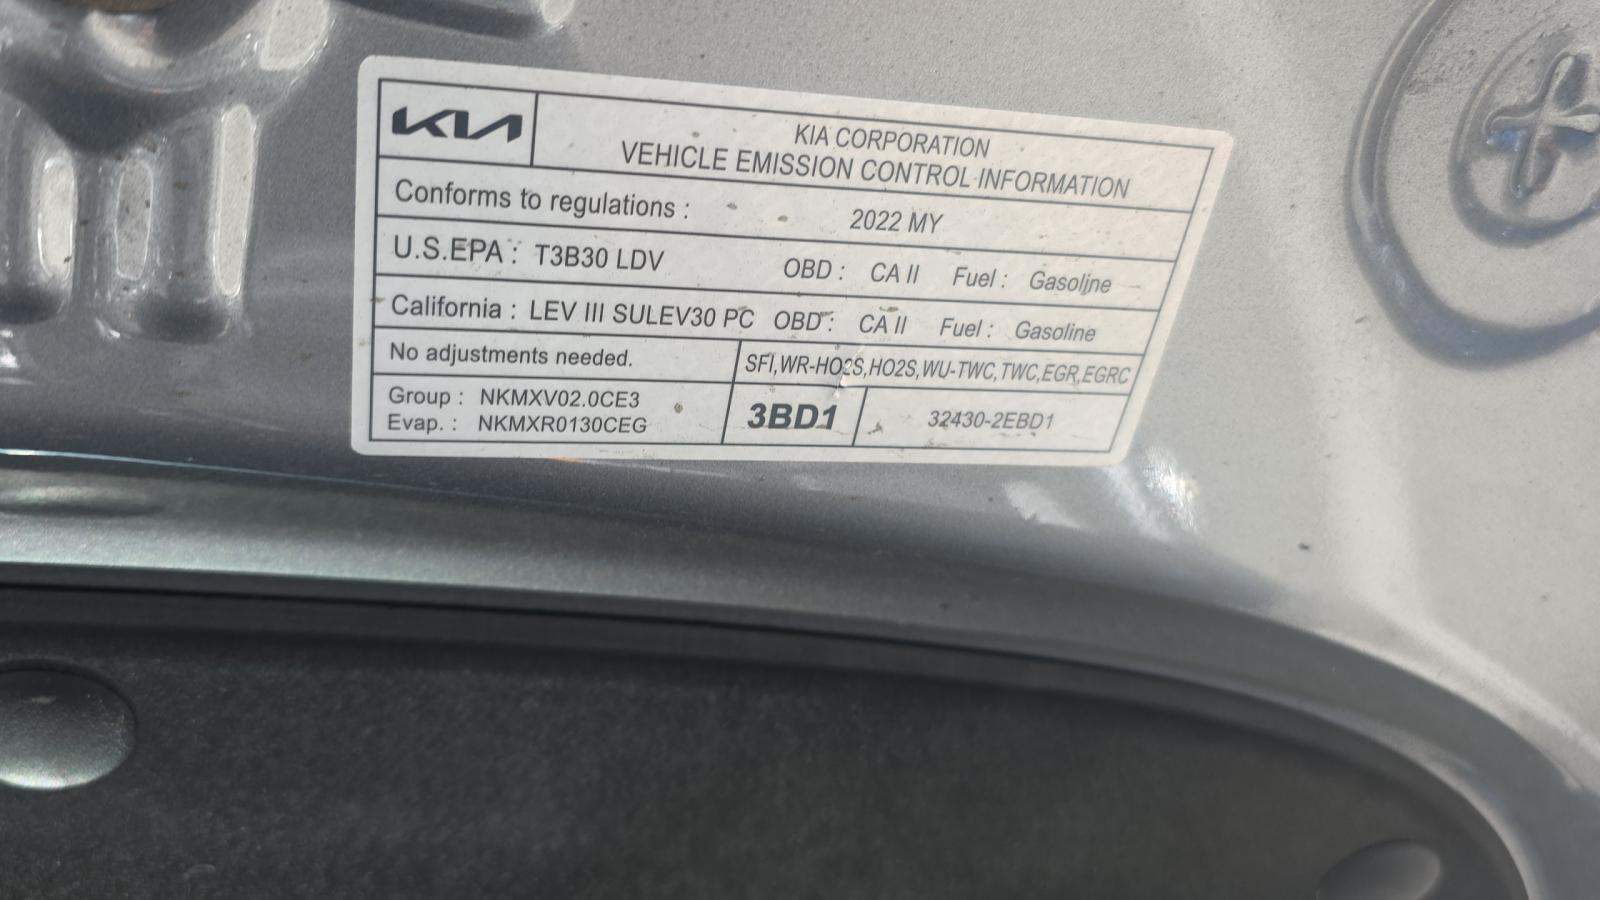 KIA
KIA CORPORATION
VEHICLE EMISSION CONTROL INFORMATION
Conforms to regulations : 2022 MY
U.S.EPA : T3B30 LDV OBD : CA II Fuel : Gasoline
California : LEV III SULEV30 PC OBD : CA II Fuel : Gasoline
No adjustments needed. SFI,WR-HO2S,HO2S,WU-TWC,TWC,EGR,EGRC
Group : NKMXV02.0CE3
Evap. : NKMXR0130CEG
3BD1
32430-2EBD1